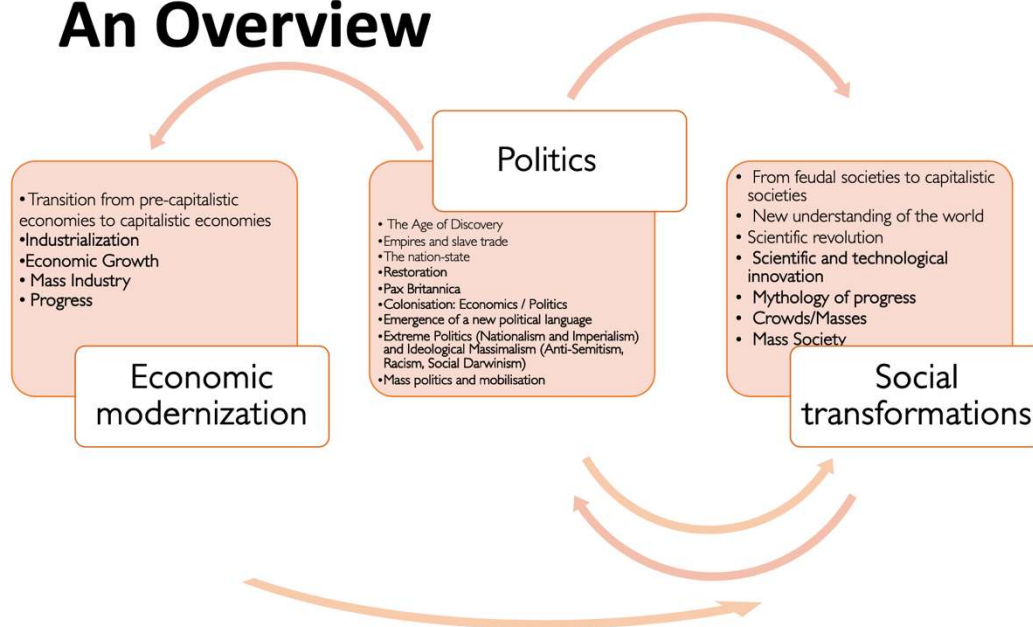 An Overview
• Transition from pre-capitalistic
economies to capitalistic economies
•Industrialization
•Economic Growth
• Mass Industry
• Progress
Economic
modernization
Politics
• The Age of Discovery
•Empires and slave trade
•The nation-state
•Restoration
•Pax Britannica
•Colonisation: Economics / Politics
•Emergence of a new political language
•Extreme Politics (Nationalism and Imperialism)
and Ideological Massimalism (Anti-Semitism,
Racism, Social Darwinism)
•Mass politics and mobilisation
• From feudal societies to capitalistic
societies
• New understanding of the world
• Scientific revolution
• Scientific and technological
innovation
• Mythology of progress
• Crowds/Masses
• Mass Society
Social
transformations